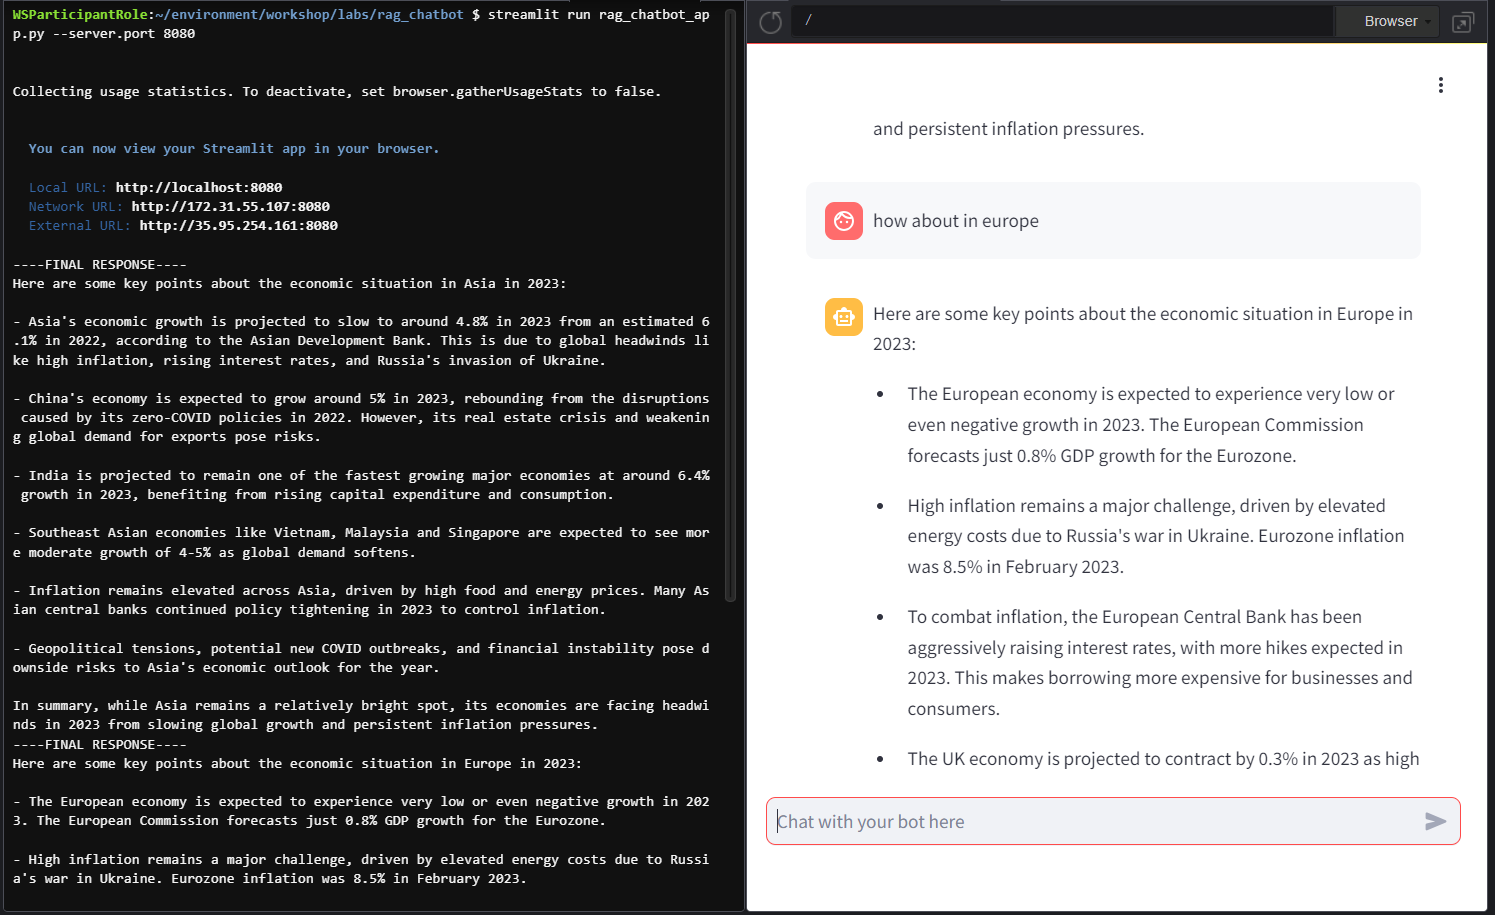 WSParticipantRole:~/environment/workshop/labs/rag_chatbot $ streamlit run rag_chatbot_ap
p.py --server.port 8080
Collecting usage statistics. To deactivate, set browser.gatherUsageStats to false.
You can now view your Streamlit app in your browser.
Local URL: http://localhost:8080
Network URL: http://172.31.55.107:8080
External URL: http://35.95.254.161:8080
----FINAL RESPONSE----
Here are some key points about the economic situation in Asia in 2023:
- Asia's economic growth is projected to slow to around 4.8% in 2023 from an estimated 6
.1% in 2022, according to the Asian Development Bank. This is due to global headwinds li
ke high inflation, rising interest rates, and Russia's invasion of Ukraine.
- China's economy is expected to grow around 5% in 2023, rebounding from the disruptions
caused by its zero-COVID policies in 2022. However, its real estate crisis and weakenin
g global demand for exports pose risks.
- India is projected to remain one of the fastest growing major economies at around 6.4%
growth in 2023, benefiting from rising capital expenditure and consumption.
- Southeast Asian economies like Vietnam, Malaysia and Singapore are expected to see mor
e moderate growth of 4-5% as global demand softens.
- Inflation remains elevated across Asia, driven by high food and energy prices. Many As
ian central banks continued policy tightening in 2023 to control inflation.
- Geopolitical tensions, potential new COVID outbreaks, and financial instability pose d
ownside risks to Asia's economic outlook for the year.
In summary, while Asia remains a relatively bright spot, its economies are facing headwi
nds in 2023 from slowing global growth and persistent inflation pressures.
----FINAL RESPONSE----
Here are some key points about the economic situation in Europe in 2023:
- The European economy is expected to experience very low or even negative growth in 202
3. The European Commission forecasts just 0.8% GDP growth for the Eurozone.
- High inflation remains a major challenge, driven by elevated energy costs due to Russi
a's war in Ukraine. Eurozone inflation was 8.5% in February 2023.
/
Browser
and persistent inflation pressures.
how about in europe
Here are some key points about the economic situation in Europe in
2023:
• The European economy is expected to experience very low or
even negative growth in 2023. The European Commission
forecasts just 0.8% GDP growth for the Eurozone.
• High inflation remains a major challenge, driven by elevated
energy costs due to Russia's war in Ukraine. Eurozone inflation
was 8.5% in February 2023.
• To combat inflation, the European Central Bank has been
aggressively raising interest rates, with more hikes expected in
2023. This makes borrowing more expensive for businesses and
consumers.
• The UK economy is projected to contract by 0.3% in 2023 as high
Chat with your bot here